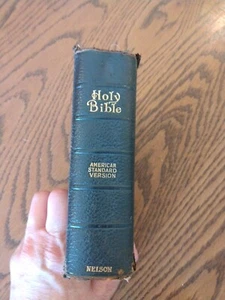 Holy
Bible
AMERICAN
STANDARD
VERSION
NELSON